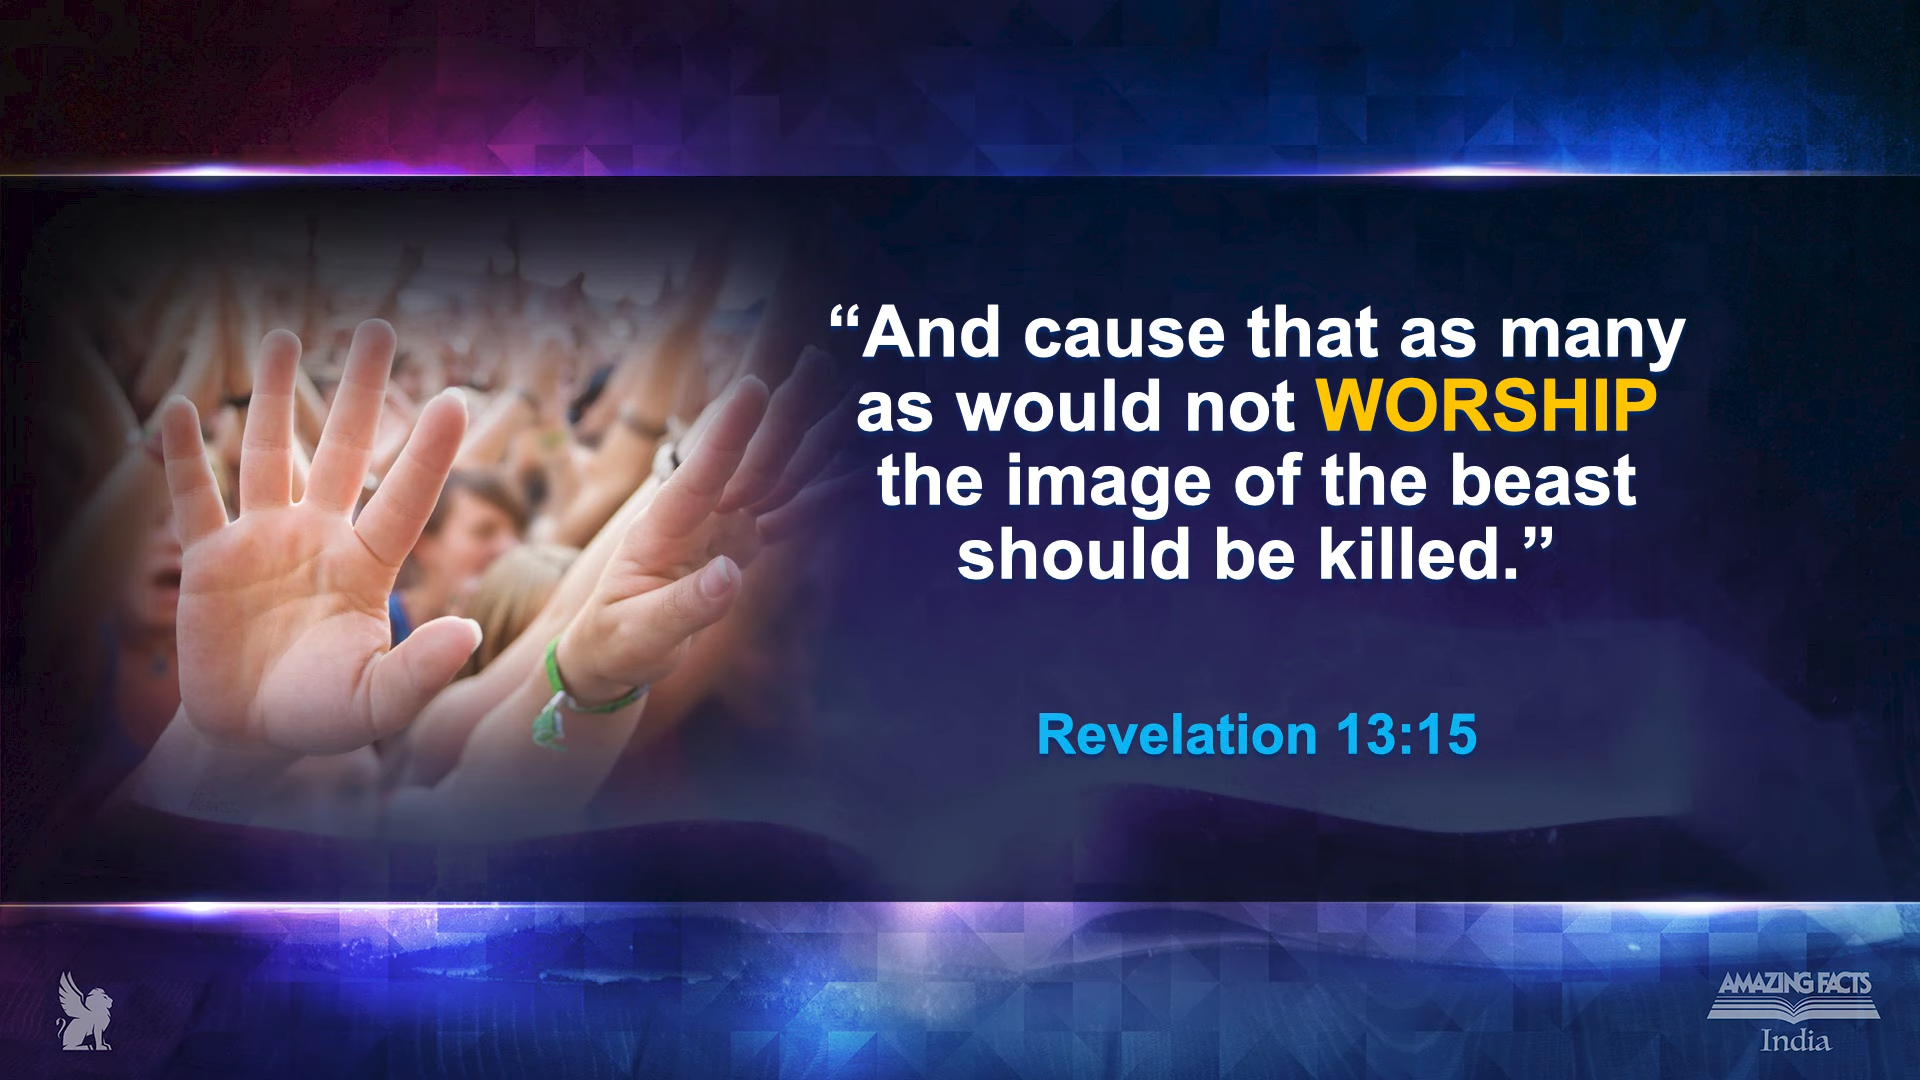 “And cause that as many
as would not WORSHIP
the image of the beast
should be killed.”
Revelation 13:15
AMAZING FACTS
India